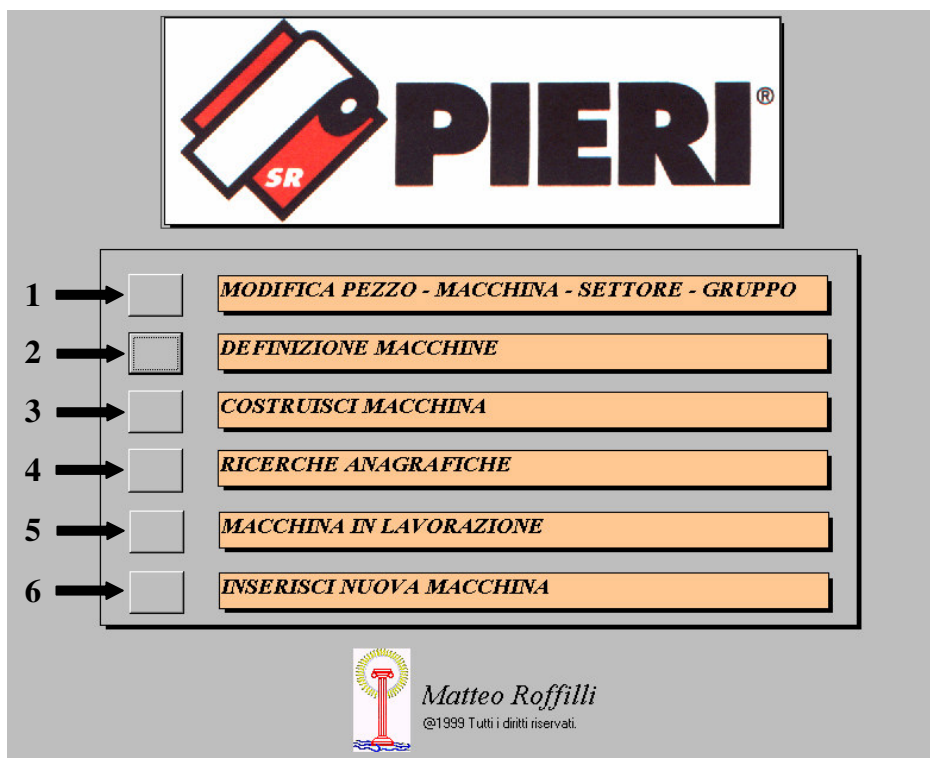 SR
PIERI®
1 MODIFICA PEZZO - MACCHINA - SETTORE - GRUPPO
2 DEFINIZIONE MACCHINE
3 COSTRUISCI MACCHINA
4 RICERCHE ANAGRAFICHE
5 MACCHINA IN LAVORAZIONE
6 INSERISCI NUOVA MACCHINA
Matteo Roffilli
@1999 Tutti i diritti riservati.